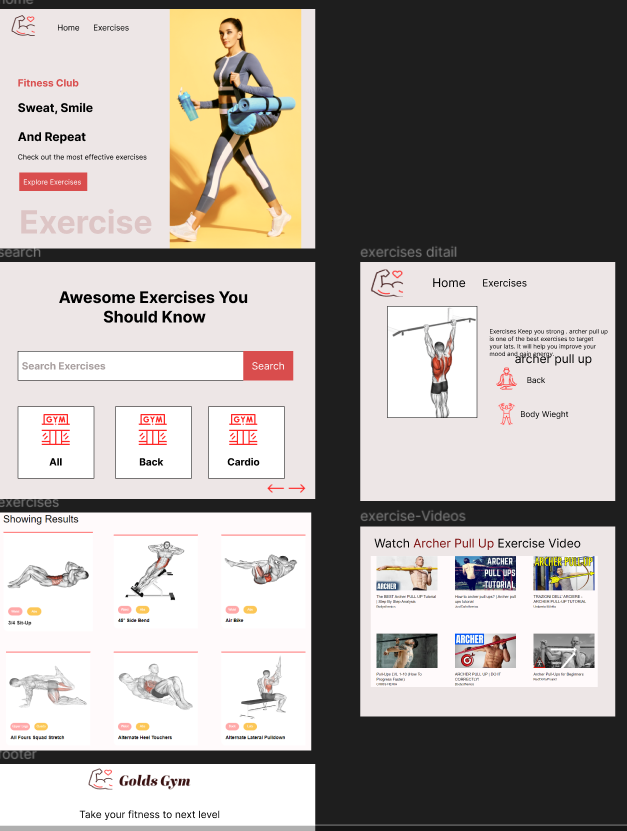 home
Home Exercises
Fitness Club
Sweat, Smile
And Repeat
Check out the most effective exercises
Explore Exercises
Exercise
search
Awesome Exercises You
Should Know
Search Exercises
Search
GYM
GYM
GYM
All
Back
Cardio
exercises
Showing Results
3/4 Sit-Up
45° Side Bend
Air Bike
All Fours Squad Stretch
Alternate Heel Touchers
Alternate Lateral Pulldown
footer
Golds Gym
Take your fitness to next level
exercises ditail
Home Exercises
Exercises Keep you strong . archer pull up
is one of the best exercises to target
your lats. It will help you improve your
mood and gain energy.
archer pull up
Back
Body Wieght
exercise-Videos
Watch Archer Pull Up Exercise Video
ARCHER
The BEST Archer PULL-UP Tutorial
| Step By Step Analysis
ARCHER
PULL UPS
TUTORIAL
How to archer pull ups? | Archer pull
ups tutorial
ARCHER-PULL-UP
TRAZIONI DELL' ARCIERE -
ARCHER PULL-UP TUTORIAL
Pull-Ups LVL 1-10 (How To
Progress Faster)
ARCHER
ARCHER PULL UP | DO IT
CORRECTLY!
Archer Pull-Ups for Beginners